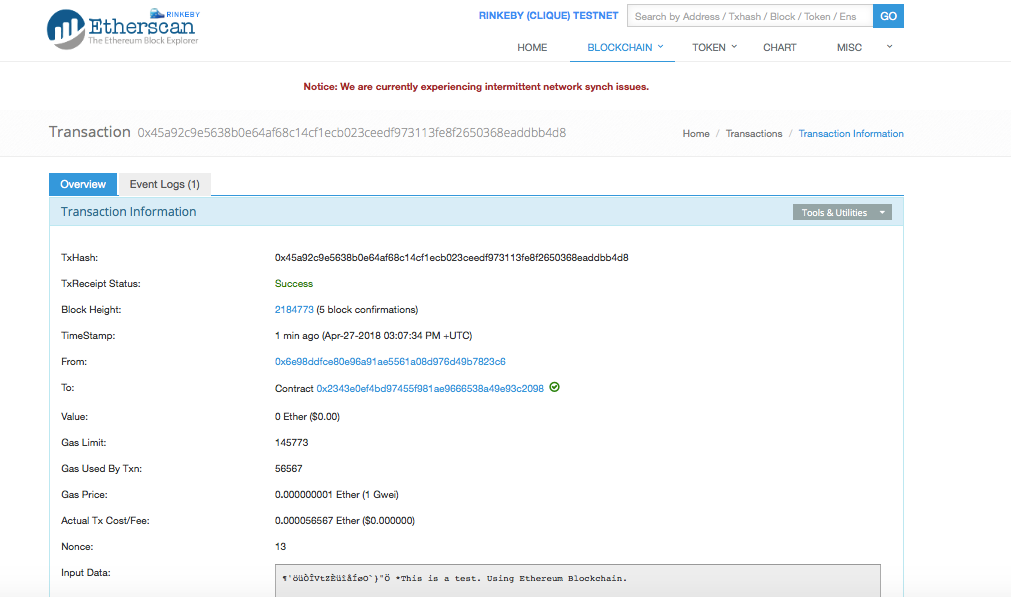 RINKEBY
Etherscan
The Ethereum Block Explorer
RINKEBY (CLIQUE) TESTNET
Search by Address / Txhash / Block / Token / Ens
GO
HOME BLOCKCHAIN TOKEN CHART MISC
Notice: We are currently experiencing intermittent network synch issues.
Transaction 0x45a92c9e5638b0e64af68c14cf1ecb023ceedf973113fe8f2650368eaddbb4d8
Home / Transactions / Transaction Information
Overview Event Logs (1)
Transaction Information
Tools & Utilities
TxHash: 0x45a92c9e5638b0e64af68c14cf1ecb023ceedf973113fe8f2650368eaddbb4d8
TxReceipt Status: Success
Block Height: 2184773 (5 block confirmations)
TimeStamp: 1 min ago (Apr-27-2018 03:07:34 PM +UTC)
From: 0x6e98ddfce80e96a91ae5561a08d976d49b7823c6
To: Contract 0x2343e0ef4bd97455f981ae9666538a49e93c2098
Value: 0 Ether ($0.00)
Gas Limit: 145773
Gas Used By Txn: 56567
Gas Price: 0.000000001 Ether (1 Gwei)
Actual Tx Cost/Fee: 0.000056567 Ether ($0.000000)
Nonce: 13
Input Data: *This is a test. Using Ethereum Blockchain.